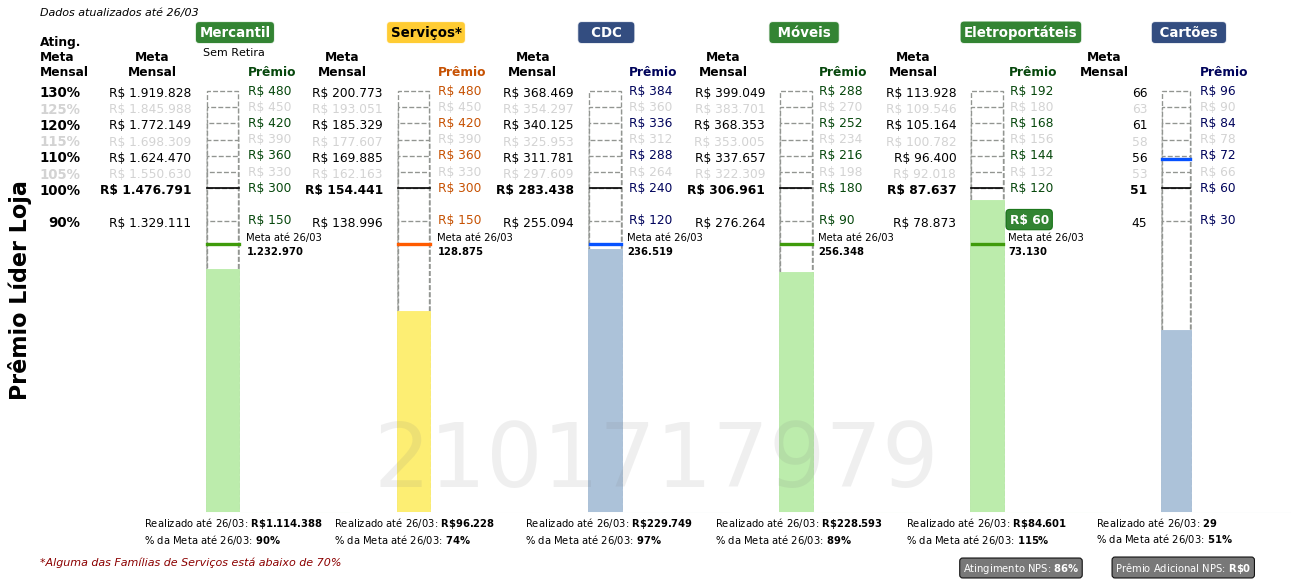 Dados atualizados até 26/03
Mercantil Serviços* CDC Móveis Eletroportáteis Cartões
Sem Retira
Ating. Meta Mensal Meta Mensal Prêmio Meta Mensal Prêmio Meta Mensal Prêmio Meta Mensal Prêmio Meta Mensal Prêmio Meta Mensal Prêmio
130% R$ 1.919.828 R$ 480 R$ 200.773 R$ 480 R$ 368.469 R$ 384 R$ 399.049 R$ 288 R$ 113.928 R$ 192 66 R$ 96
125% R$ 1.845.988 R$ 450 R$ 193.051 R$ 450 R$ 354.297 R$ 360 R$ 383.701 R$ 270 R$ 109.546 R$ 180 63 R$ 90
120% R$ 1.772.149 R$ 420 R$ 185.329 R$ 420 R$ 340.125 R$ 336 R$ 368.353 R$ 252 R$ 105.164 R$ 168 61 R$ 84
115% R$ 1.698.309 R$ 390 R$ 177.607 R$ 390 R$ 325.953 R$ 312 R$ 353.005 R$ 234 R$ 100.782 R$ 156 58 R$ 78
110% R$ 1.624.470 R$ 360 R$ 169.885 R$ 360 R$ 311.781 R$ 288 R$ 337.657 R$ 216 R$ 96.400 R$ 144 56 R$ 72
105% R$ 1.550.630 R$ 330 R$ 162.163 R$ 330 R$ 297.609 R$ 264 R$ 322.309 R$ 198 R$ 92.018 R$ 132 53 R$ 66
100% R$ 1.476.791 R$ 300 R$ 154.441 R$ 300 R$ 283.438 R$ 240 R$ 306.961 R$ 180 R$ 87.637 R$ 120 51 R$ 60
90% R$ 1.329.111 R$ 150 R$ 138.996 R$ 150 R$ 255.094 R$ 120 R$ 276.264 R$ 90 R$ 78.873 R$ 60 45 R$ 30
Meta até 26/03 Meta até 26/03 Meta até 26/03 Meta até 26/03 Meta até 26/03
1.232.970 128.875 236.519 256.348 73.130
Prêmio Líder Loja
2101717979
Realizado até 26/03: R$1.114.388 Realizado até 26/03: R$96.228 Realizado até 26/03: R$229.749 Realizado até 26/03: R$228.593 Realizado até 26/03: R$84.601 Realizado até 26/03: 29
% da Meta até 26/03: 90% % da Meta até 26/03: 74% % da Meta até 26/03: 97% % da Meta até 26/03: 89% % da Meta até 26/03: 115% % da Meta até 26/03: 51%
*Alguma das Famílias de Serviços está abaixo de 70% Atingimento NPS: 86% Prêmio Adicional NPS: R$0